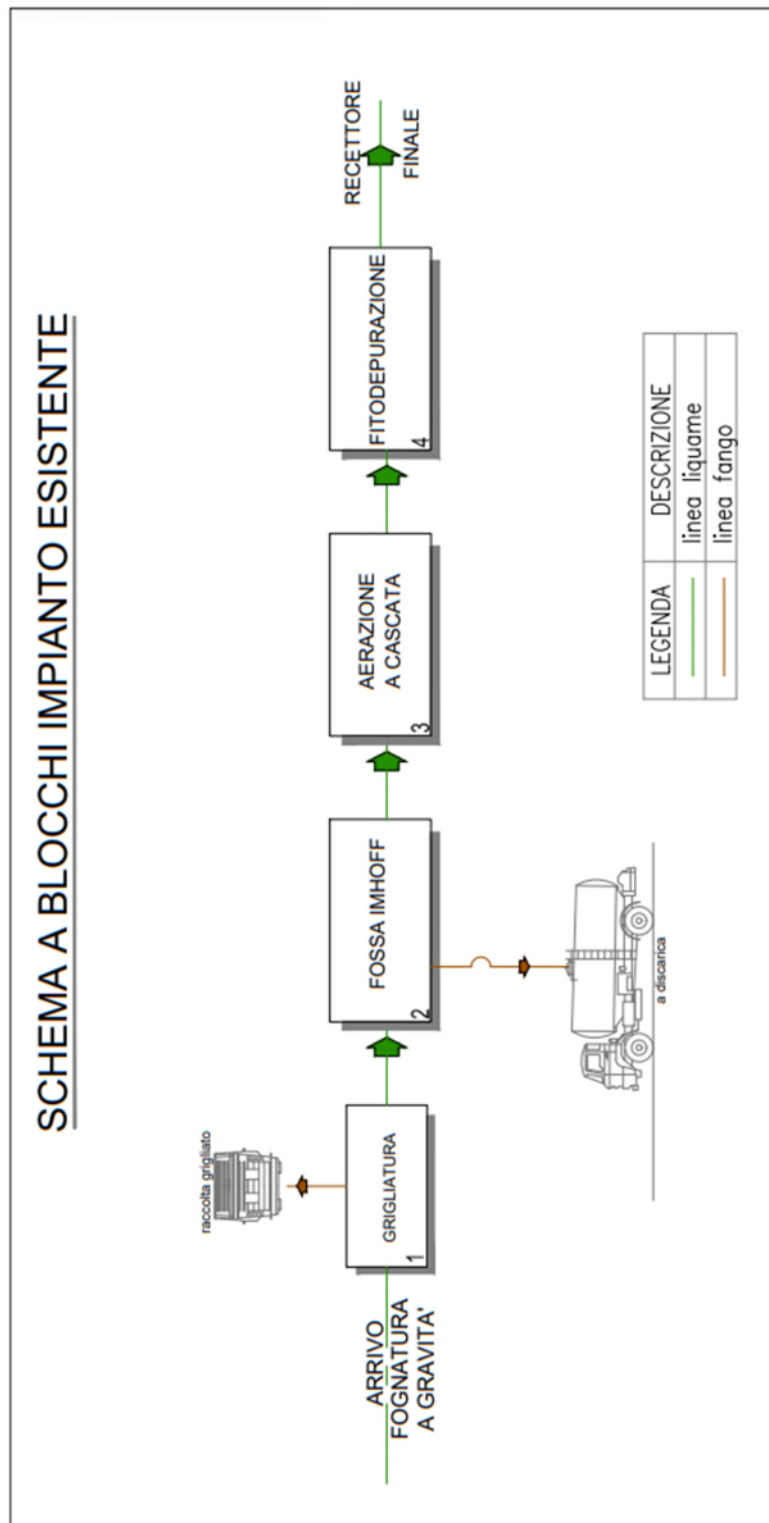 SCHEMA A BLOCCHI IMPIANTO ESISTENTE
raccolta grigliato
ARRIVO
FOGNATURA
A GRAVITA'
GRIGLIATURA
1
FOSSA IMHOFF
2
AERAZIONE
A CASCATA
3
FITODEPURAZIONE
4
RECETTORE
FINALE
a discarica
LEGENDA DESCRIZIONE
linea liquame
linea fango